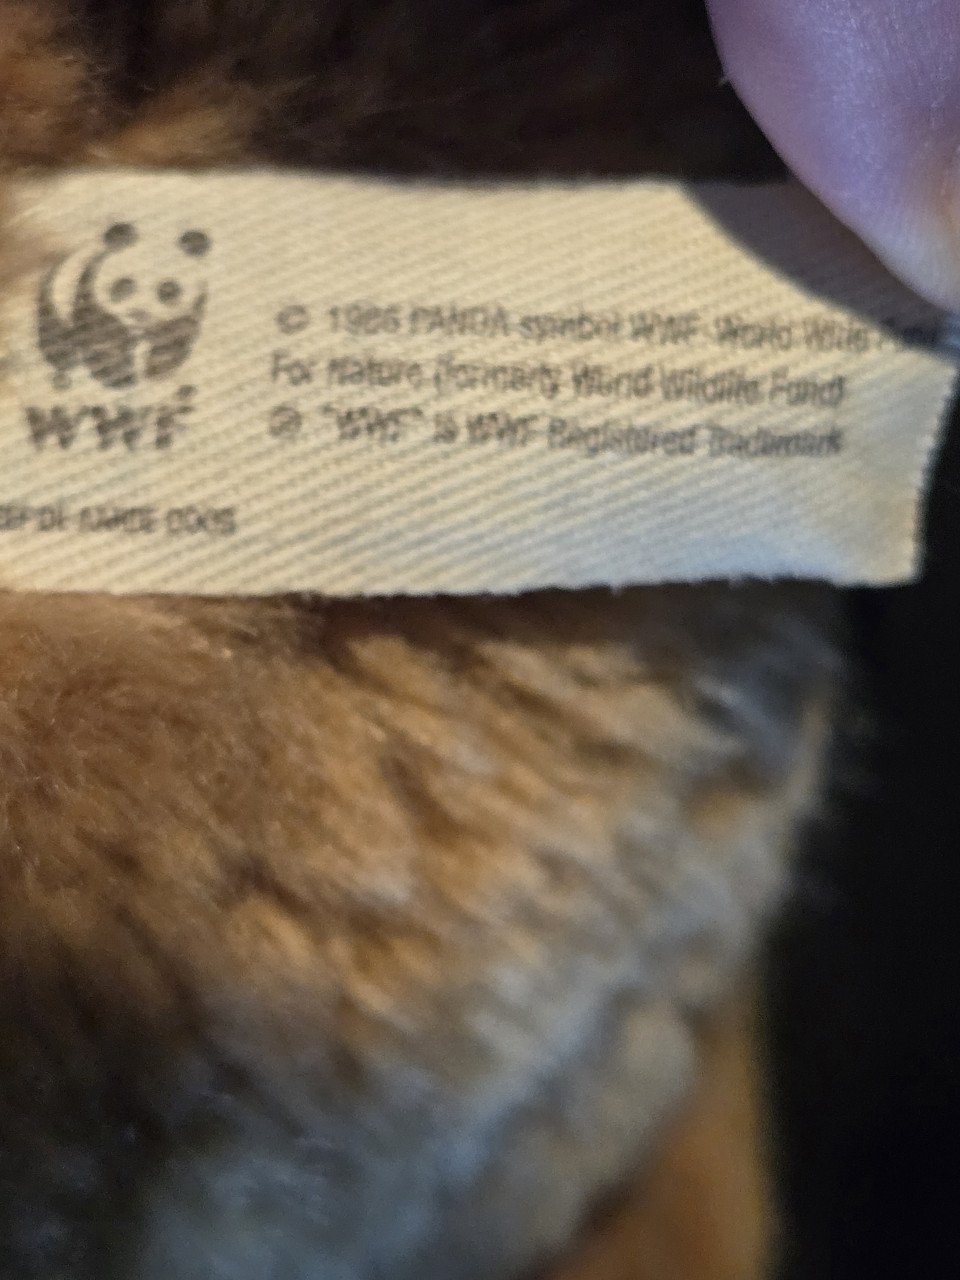 WWF
© 1986 PANDA symbol WWF - World Wide Fund
For Nature (formerly World Wildlife Fund)
® "WWF" is WWF Registered Trademark